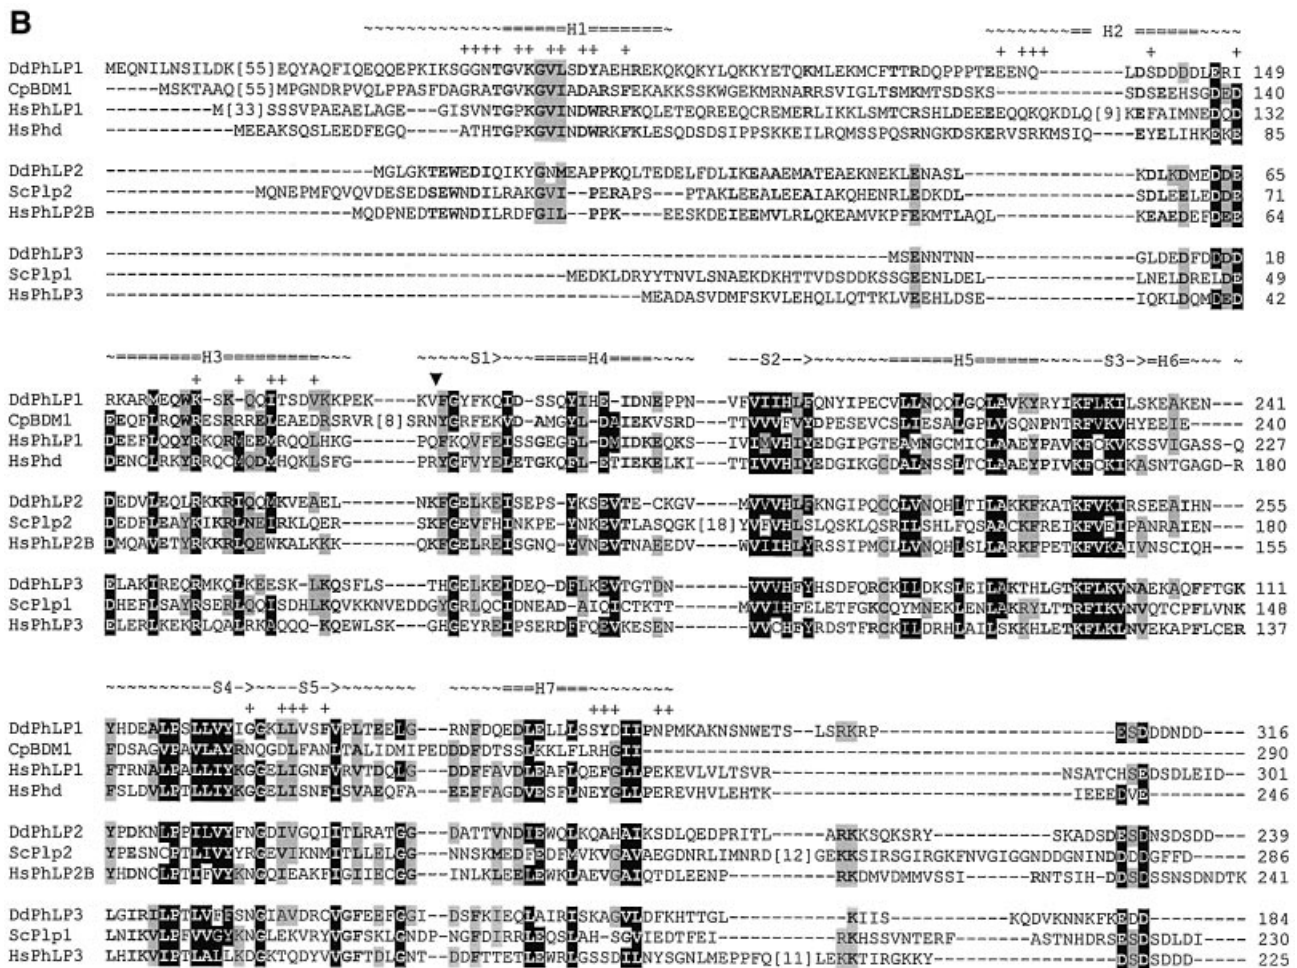 B
~~~~~~~~~~~~~======H1=======~ ~~~~~~~~== H2 ======~~~~
++++ ++ ++ ++ + + +++ + +
DdPhLP1 MEQNILNSILDK[55]EQYAQFIQEQQEPKIKSGGNTGVKGVLSDYAEHREKQKQKYLQKKYETQKMLEKMCFTTRDQPPPTEEENQ--------LDSDDDDLERI 149
CpBDM1 -----MSKTAAQ[55]MPGNDRPVQLPPASFDAGRATGVKGVIADARSFEKAKKSSKWGEKMRNARRSVIGLTSMKMTSDSKS------------SDSEEHSGDED 140
HsPhLP1 ----------M[33]SSSVPAEAELAGE---GISVNTGPKGVINDWRRFKQLETEQREEQCREMERLIKKLSMTCRSHLDEEEEQQKQKDLQ[9]KEFAIMNEDQD 132
HsPhd ------------MEEAKSQSLEEDFEGQ-----ATHTGPKGVINDWRKFKLESQDSDSIPPSKKEILRQMSSPQSRNGKDSKERVSRKMSIQ---EYELIHKEKE 85
DdPhLP2 -------------------------MGLGKTEWEDIQIKYGNMEAPPKQLTEDELFDLIKEAAEMATEAEKNEKLENASL----------------KDLKDMEDDE 65
ScPlp2 --------------MQNEPMFQVQVDESEDSEWNDILRAKGVI--PERAPS---PTAKLEELEEAIAKQHENRLEDKDL-----------------SDLEELEDDE 71
HsPhLP2B -----------------------MQDPNEDTEWNDILRDFGIL--PPK----EESKDEIEEMVLRLQKEAMVKPFEKMTLAQL-------------KEAEDEFDEE 64
DdPhLP3 -------------------------------------------------------------------------MSENNTNN---------------GLDEDFDDDD 18
ScPlp1 -------------------------------------------MEDKLDRYYTNVLSNAEKDKHTTVDSDDKSSGEENLDEL--------------LNELDRELDE 49
HsPhLP3 --------------------------------------------------MEADASVDMFSKVLEHQLLQTTKLVEEHLDSE--------------IQKLDQMDED 42
~=========H3=========~~~ ~~~~~S1>~~~=====H4====~~~~ ~--S2--> ~~~~~~~~~~~~======H5=======~~~~S3->=H6=~~~ ~
+ + ++ + ▼
DdPhLP1 RKARMEQWK-SK-QQITSDVKKPEK----KVFGYFKQID-SSQYIHE-IDNEPPN--VFVIIHLFQNYIPECVLLNQQLGQLAVKYRYIKFLKILSKEAKEN--- 241
CpBDM1 EEQFLRQWRESRRRELEAEDRSRVR[8]SRNYGRFEKVD-AMGYL-DAIEKVSRD--TTVVVFVYDPESEVCSLIESALGPLVSQNPNTRFVKVHYEEIE----- 240
HsPhLP1 DEEFLQQYRKQRMEEMRQQLHKG------PQFKQVFEISSGEGFL-DMIDKEQKS--IVIMVHIYEDGIPGTEAMNGCMICLAAEYPAVKFCKVKSSVIGASS-Q 227
HsPhd DENCLRKYRRQCMQDMHQKLSFG------PRYGFVYELETGKQFL-ETIEKELKI--TTIVVHIYEDGIKGCDALNSSLTCLAAEYPIVKFCKIKASNTGAGD-R 180
DdPhLP2 DEDVLEQLRKKRIQQMKVEAEL-------NKFGELKEISEPS-YKSEVTE-CKGV--MVVVHLFKNGIPQCQLVNQHLTILAKKFKATKFVKIRSEEAIHN---- 255
ScPlp2 DEDFLEAYKIKRLNEIRKLQER-------SKFGEVFHINKPE-YNKEVTLASQGK[18]YVFVHLSLQSKLQSRILSHLFQSAACKFREIKFVEIPANRAIEN-- 180
HsPhLP2B DMQAVETYRKKRLQEWKALKKK------QKFGELREISGNQ-YVNEVTNAEEDV---WVIIHLYRSSIPMCLLVNQHLSLLARKFPETKFVKAIVNSCIQH--- 155
DdPhLP3 ELAKIREQRMKQLKEESK-LKQSFLS---THGELKEIDEQ-DFLKEVTGTDN-----VVVHFYHSDFQRCKILDKSLEILAKTHLGTKFLKVNAEKAQFFTGK 111
ScPlp1 DHEFLSAYRSERLQQISDHLKQVKKNVEDDGYGRLQCIDNEAD-AIQICTKTT----MVVIHFELETFGKCQYMNEKLENLAKRYLTTRFIKVNVQTCPFLVNK 148
HsPhLP3 ELERLKEKRLQALRKAQQQ-KQEWLSK---GHGEYREIPSERDFFQEVKESEN----VVCHFYRDSTFRCKILDRHLAILSKKHLETKFLKLNVEKAPFLCER 137
~~~~~~~~~~S4->~~~~S5->~~~~~~~ ~~~~~===H7===~~~~~~~~
+ +++ + +++ ++
DdPhLP1 YHDEALPSLLVYIGGKLLVSFVPLTEELG---RNFDQEDLELLLSSYDIIPNPMKAKNSNWETS--LSRKRP----------------------ESDDDNDD--- 316
CpBDM1 FDSAGVPAVLAYRNQGDLFANLTALIDMIPEDDDFDTSSLKKLFLRHGII------------------------------------------------------- 290
HsPhLP1 FTRNALPALLIYKGGELIGNFVRVTDQLG---DDFFAVDLEAFLQEFGLLPEKEVLVLTSVR---------------------------NSATCHSEDSDLEID-- 301
HsPhd FSLDVLPTLLIYKGGELISNFISVAEQFA---EEFFAGDVESFLNEYGLLPEREVHVLEHTK----------------------------IEEEDVE--------- 246
DdPhLP2 YPDKNLPPILVYFNGDIVGQIITLRATGG---DATTVNDIEWQLKQAHAIKSDLQEDPRITL-----ARKKSQKSRY------------SKADSDESDNSDSDD-- 239
ScPlp2 YPESNCPTLIVYYRGEVIKNMITLLELGG---NNSKMEDFEDFMVKVGAVAEGDNRLIMNRD[12]GEKKSIRSGIRGKFNVGIGGNDDGNINDDDDGFFD---- 286
HsPhLP2B YHDNCLPTIFVYKNGQIEAKFIGIIECGG---INLKLEELEWKLAEVGAIQTDLEENP---------RKDMVDMMVSSI------RNTSIH-DDSDSSNSDNDTK 241
DdPhLP3 LGIRILPTLVFFSNGIAVDRCVGFEEFGGI--DSFKIEQLAIRISKAGVLDFKHTTGL---------KIIS------------KQDVKNNKFKEDD-------- 184
ScPlp1 LNIKVLPFVVGYKNGLEKVRYVGFSKLGNDP-NGFDIRRLEQSLAH-SGVIEDTFEI----------RKHSSVNTERF---------ASTNHDRSESDSDLDI---- 230
HsPhLP3 LHIKVIPTLALLKDGKTQDYVVGFTDLGNT--DDFTTETLEWRLGSSDILNYSGNLMEPPFQ[11]LEKKTIRGKKY--------------DSDSDDD---- 225